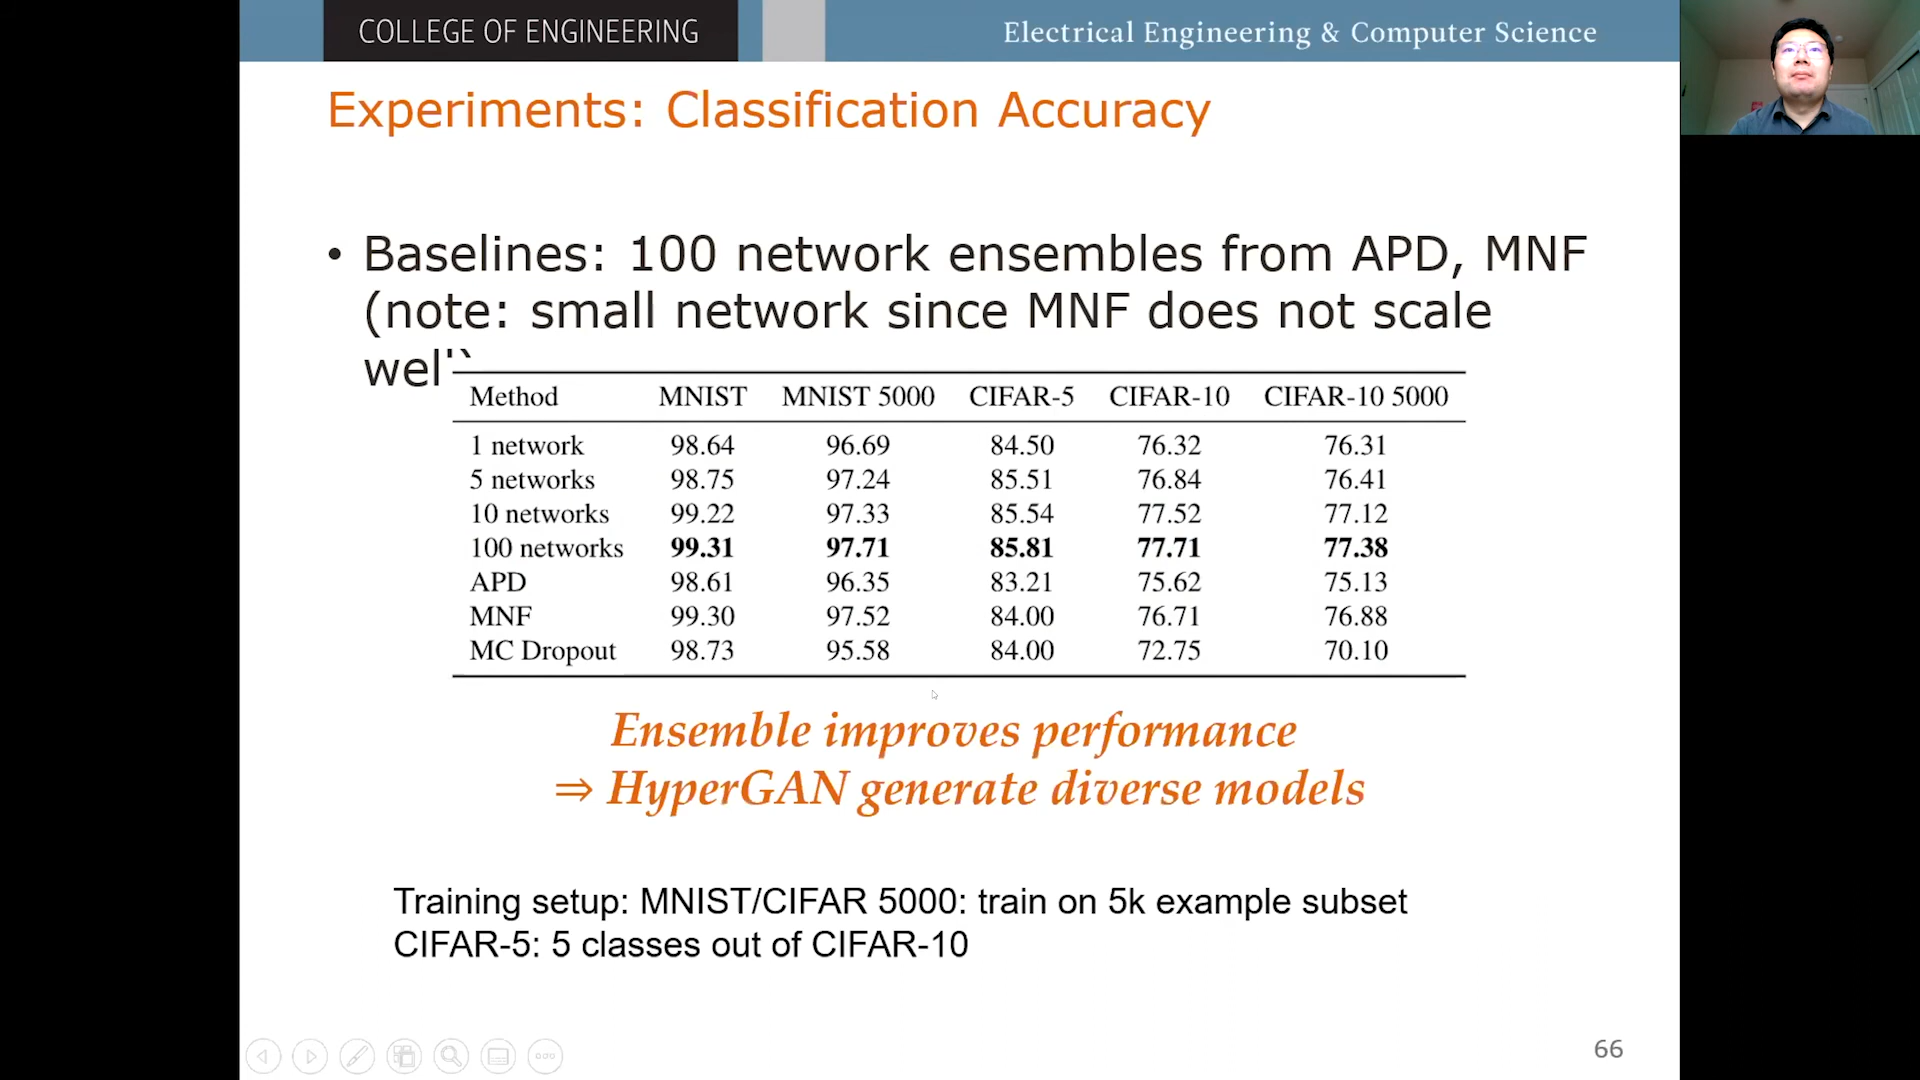 COLLEGE OF ENGINEERING
Electrical Engineering & Computer Science
Experiments: Classification Accuracy
• Baselines: 100 network ensembles from APD, MNF
(note: small network since MNF does not scale
Method MNIST MNIST 5000 CIFAR-5 CIFAR-10 CIFAR-10 5000
1 network 98.64 96.69 84.50 76.32 76.31
5 networks 98.75 97.24 85.51 76.84 76.41
10 networks 99.22 97.33 85.54 77.52 77.12
100 networks 99.31 97.71 85.81 77.71 77.38
APD 98.61 96.35 83.21 75.62 75.13
MNF 99.30 97.52 84.00 76.71 76.88
MC Dropout 98.73 95.58 84.00 72.75 70.10
Ensemble improves performance
⇒ HyperGAN generate diverse models
Training setup: MNIST/CIFAR 5000: train on 5k example subset
CIFAR-5: 5 classes out of CIFAR-10
66